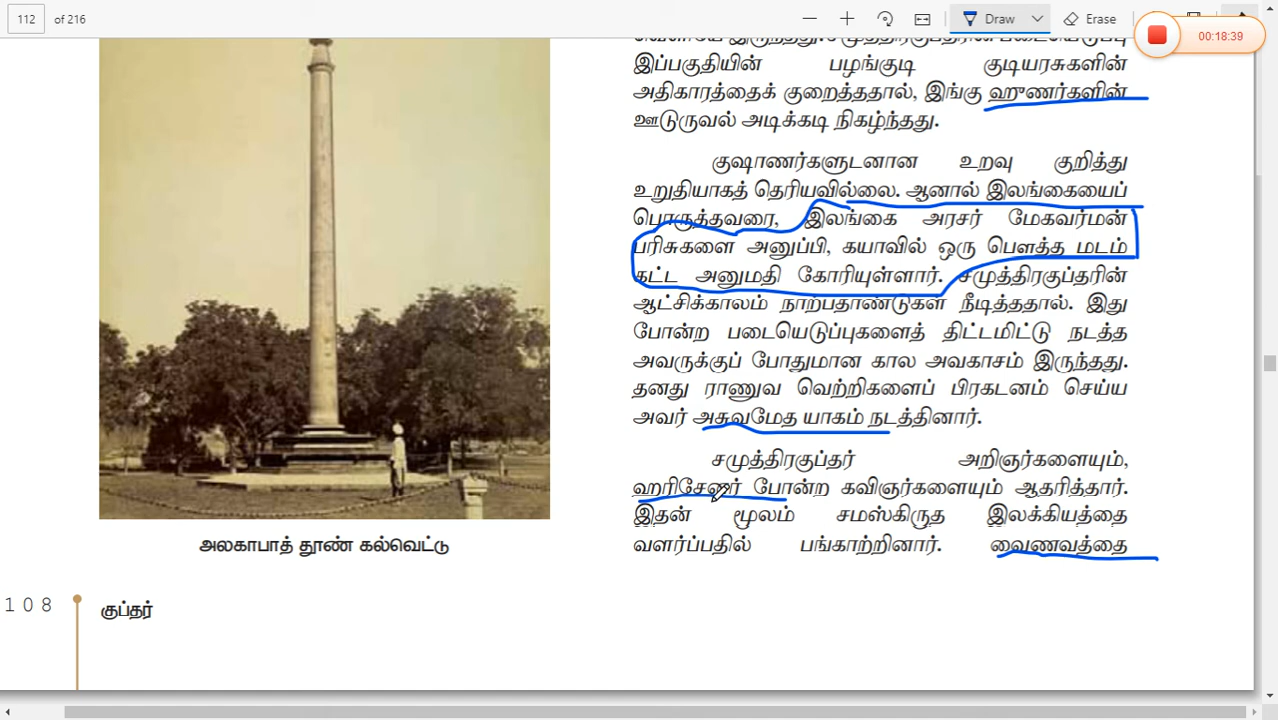 112 of 216
Draw
Erase
00:18:39
இப்பகுதியின் பழங்குடி குடியரசுகளின்
அதிகாரத்தைக் குறைத்ததால், இங்கு ஹுணர்களின்
ஊடுருவல் அடிக்கடி நிகழ்ந்தது.
குஷாணர்களுடனான உறவு குறித்து
உறுதியாகத் தெரியவில்லை. ஆனால் இலங்கையைப்
பொருத்தவரை, இலங்கை அரசர் மேகவர்மன்
பரிசுகளை அனுப்பி, கயாவில் ஒரு பௌத்த மடம்
கட்ட அனுமதி கோரியுள்ளார். சமுத்திரகுப்தரின்
ஆட்சிக்காலம் நாற்பதாண்டுகள் நீடித்ததால். இது
போன்ற படையெடுப்புகளைத் திட்டமிட்டு நடத்த
அவருக்குப் போதுமான கால அவகாசம் இருந்தது.
தனது ராணுவ வெற்றிகளைப் பிரகடனம் செய்ய
அவர் அசுவமேத யாகம் நடத்தினார்.
சமுத்திரகுப்தர் அறிஞர்களையும்,
ஹரிசேனர் போன்ற கவிஞர்களையும் ஆதரித்தார்.
இதன் மூலம் சமஸ்கிருத இலக்கியத்தை
வளர்ப்பதில் பங்காற்றினார். வைணவத்தை
அலகாபாத் தூண் கல்வெட்டு
108 குப்தர்